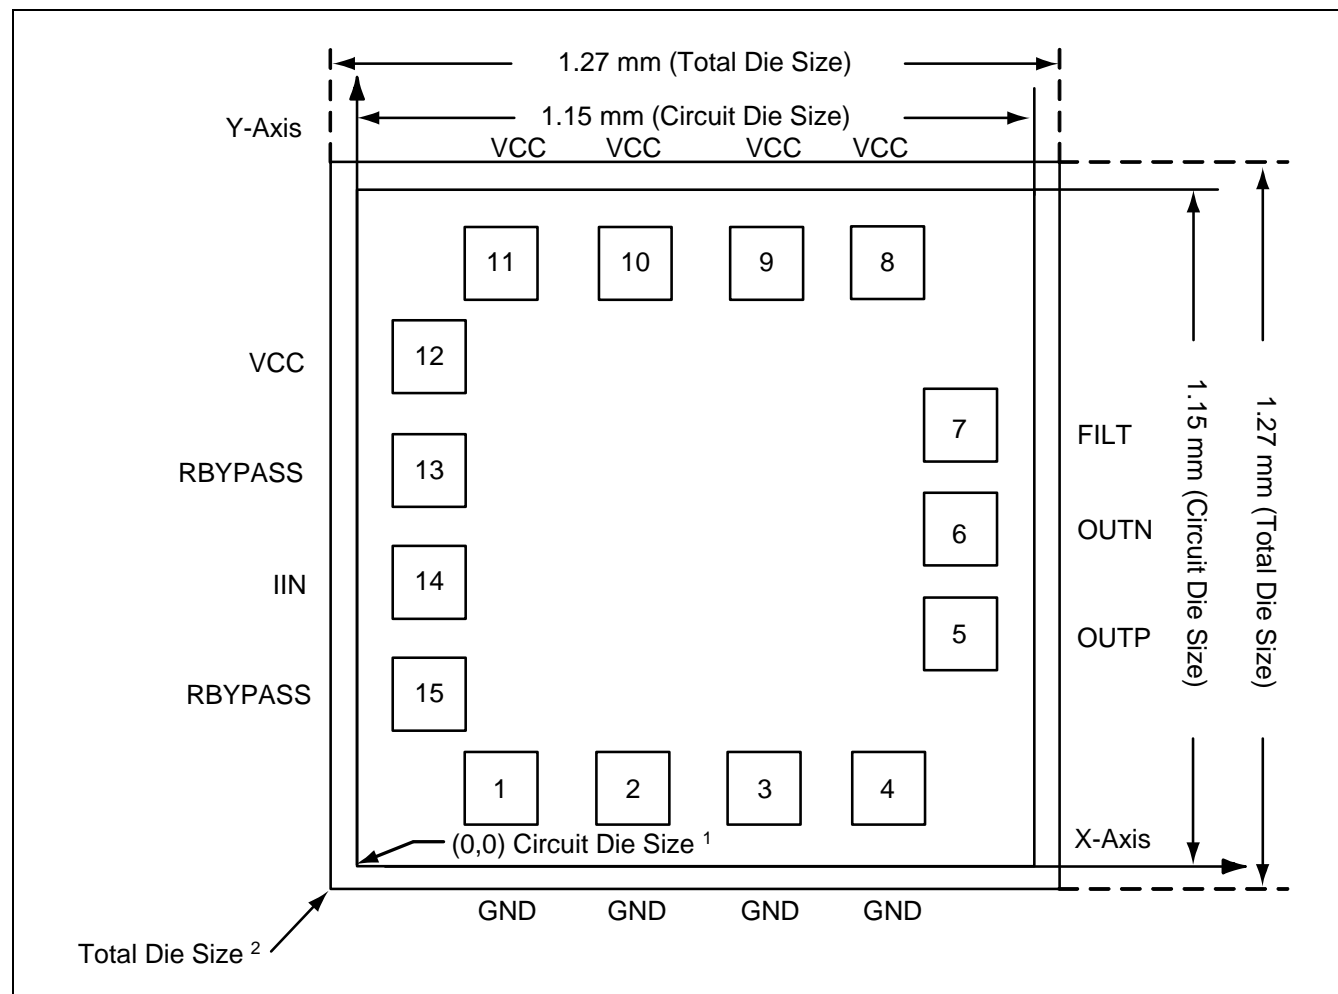 1.27 mm (Total Die Size)
1.15 mm (Circuit Die Size)
Y-Axis
VCC VCC VCC VCC
11 10 9 8
VCC 12
7 FILT
RBYPASS 13
6 OUTN
IIN 14
5 OUTP
RBYPASS 15
1.15 mm (Circuit Die Size)
1.27 mm (Total Die Size)
1 2 3 4
(0,0) Circuit Die Size 1
X-Axis
GND GND GND GND
Total Die Size 2